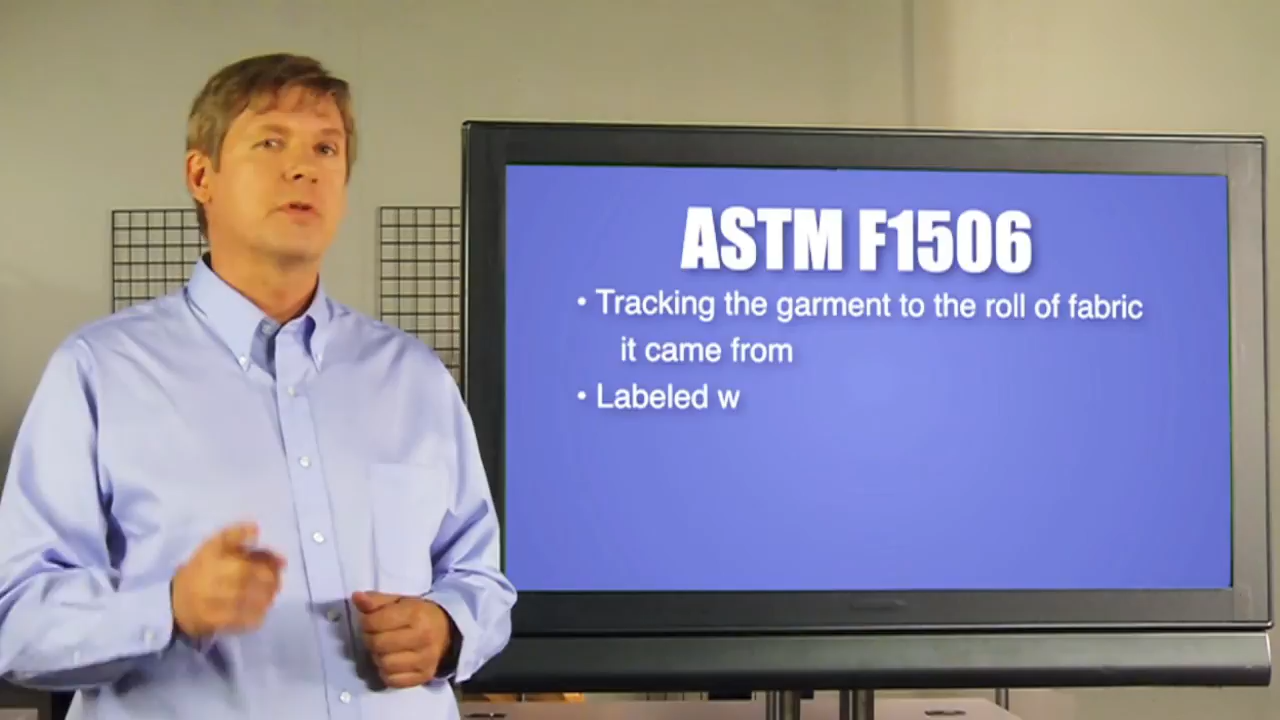 ASTM F1506
• Tracking the garment to the roll of fabric
it came from
• Labeled w